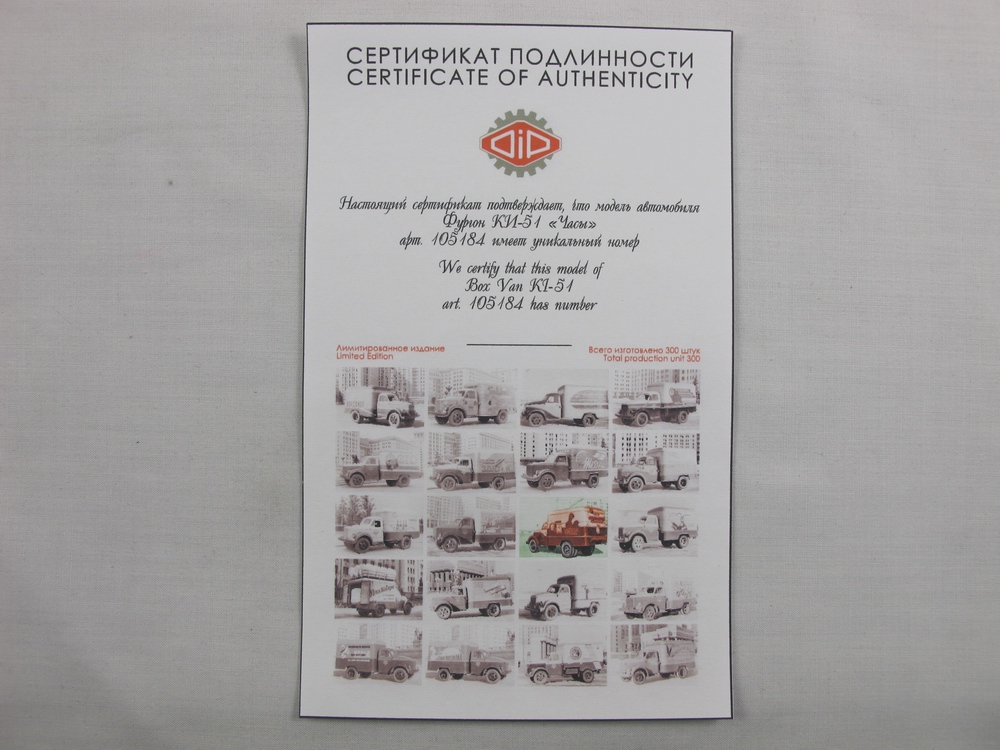 СЕРТИФИКАТ ПОДЛИННОСТИ
CERTIFICATE OF AUTHENTICITY
DiP
Настоящий сертификат подтверждает, что модель автомобиля
Фургон КИ-51 «Часы»
арт. 105184 имеет уникальный номер
We certify that this model of
Box Van KI-51
art. 105184 has number
Лимитированное издание
Limited Edition
Всего изготовлено 300 штук
Total production unit 300